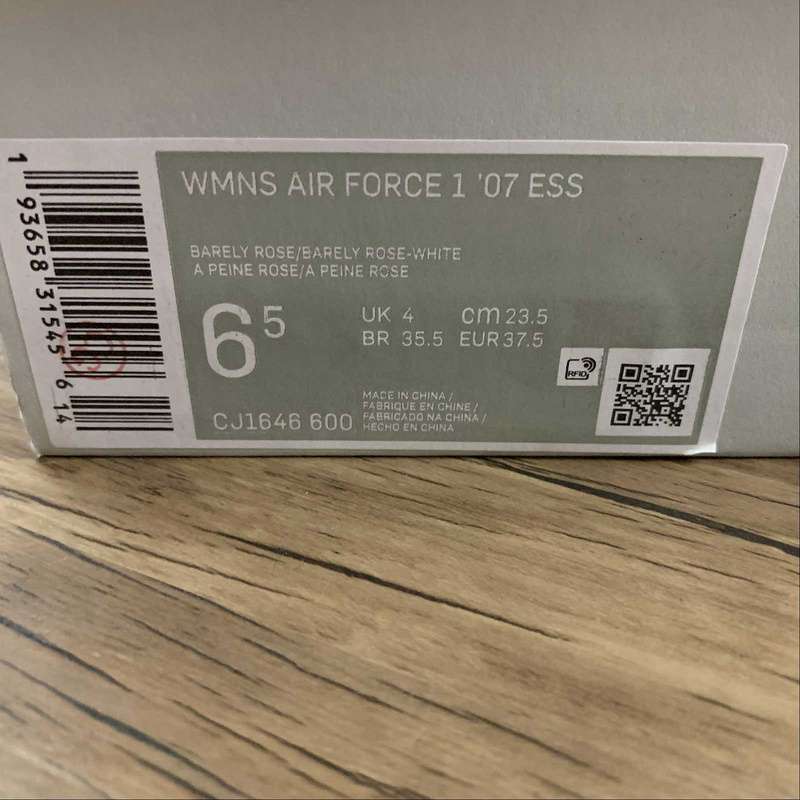 WMNS AIR FORCE 1 '07 ESS
BARELY ROSE/BARELY ROSE-WHITE
A PEINE ROSE/A PEINE ROSE
6 5
UK 4 cm 23.5
BR 35.5 EUR 37.5
RFID
CJ1646 600
MADE IN CHINA /
FABRIQUE EN CHINE /
FABRICADO NA CHINA /
HECHO EN CHINA
1 93658 31545 6 14